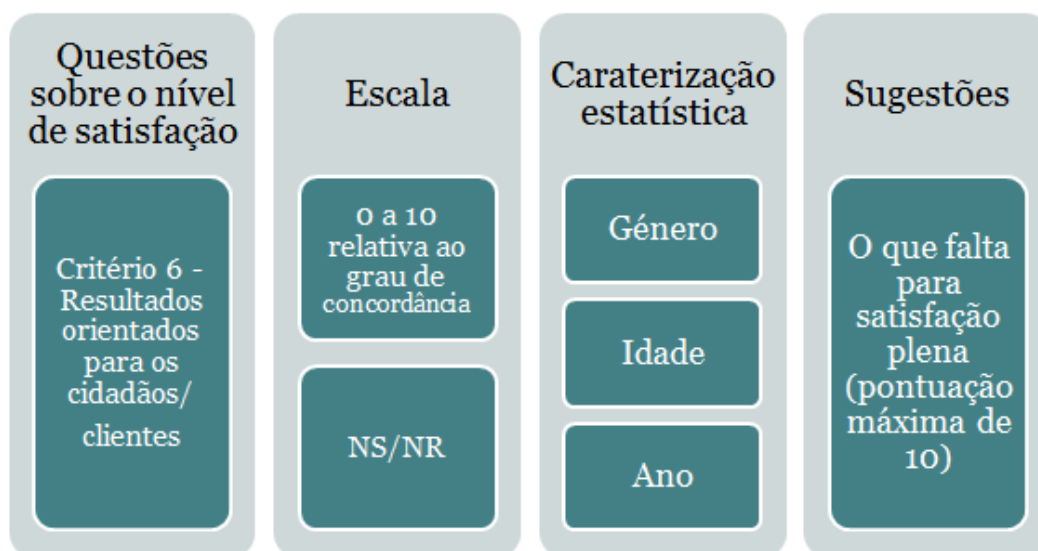 Questões
sobre o nível
de satisfação
Critério 6 -
Resultados
orientados
para os
cidadãos/
clientes
Escala
0 a 10
relativa ao
grau de
concordância
NS/NR
Caraterização
estatística
Género
Idade
Ano
Sugestões
O que falta
para
satisfação
plena
(pontuação
máxima de
10)